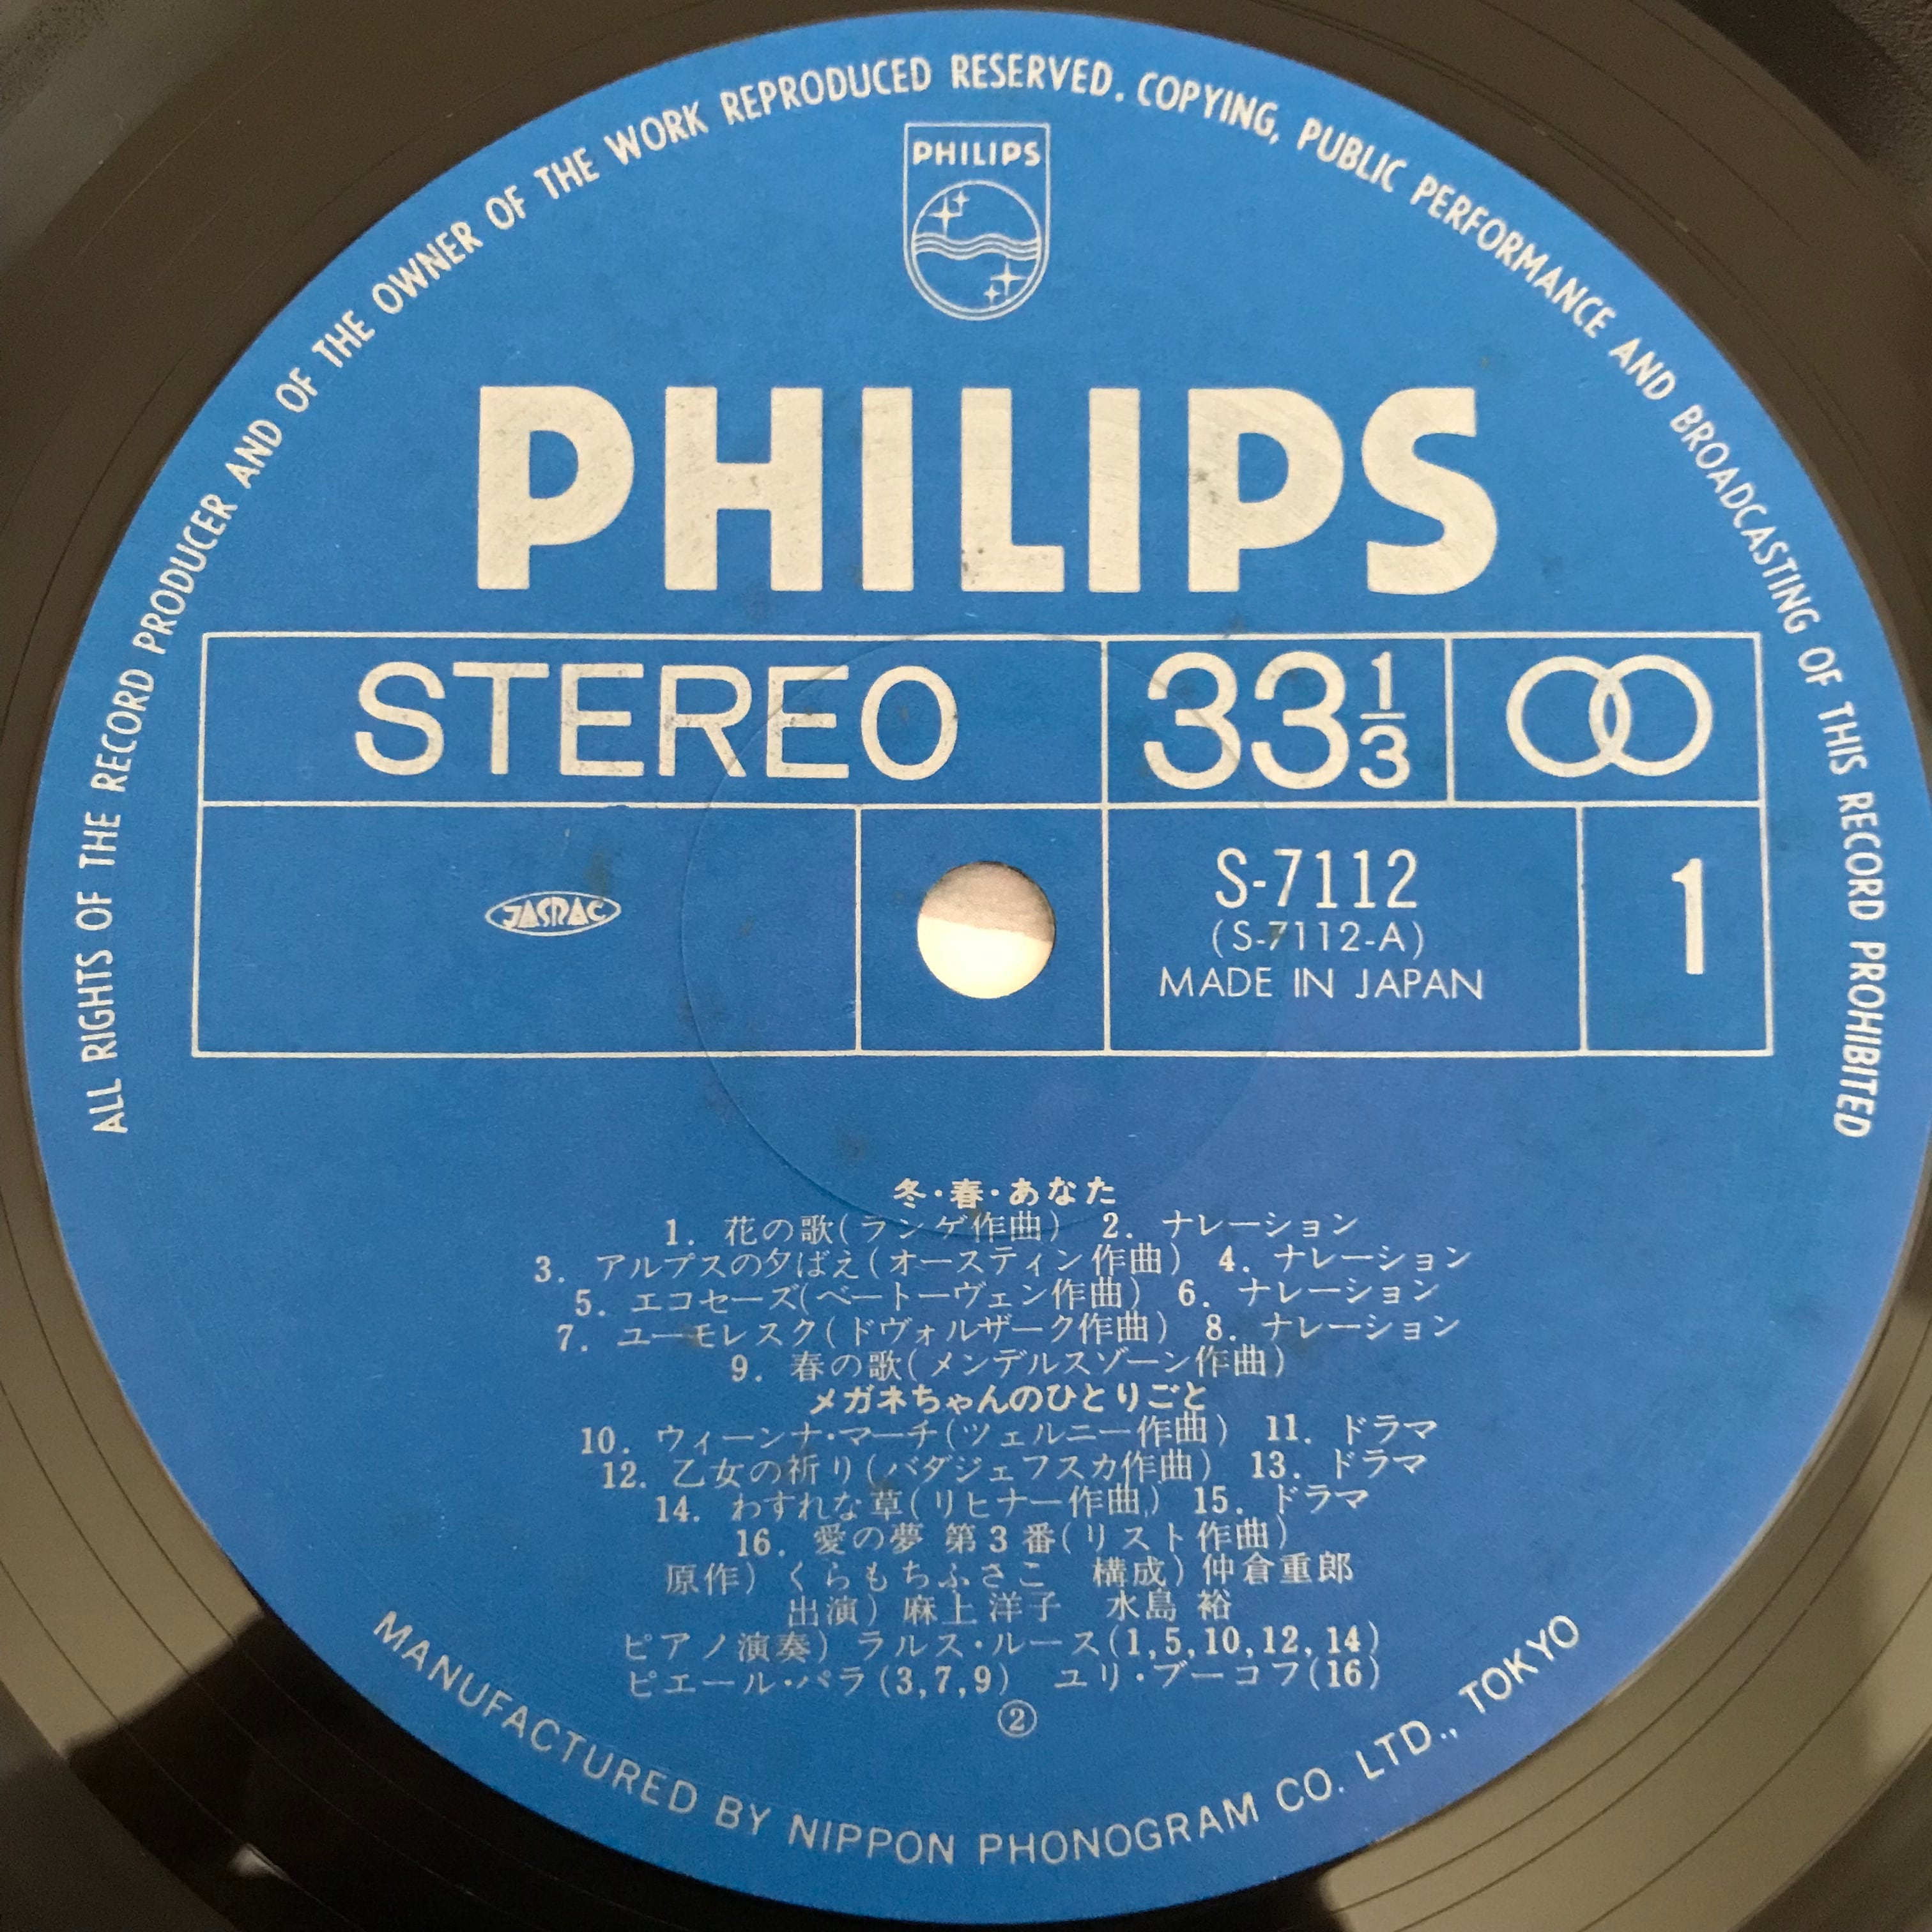 ALL RIGHTS OF THE RECORD PRODUCER AND OF THE OWNER OF THE WORK REPRODUCED RESERVED. COPYING, PUBLIC PERFORMANCE AND BROADCASTING OF THIS RECORD PROHIBITED
PHILIPS
PHILIPS
STEREO
33 1/3
JASRAC
S-7112
(S-7112-A)
MADE IN JAPAN
1
冬・春・あなた
1. 花の歌(ランゲ作曲) 2. ナレーション
3. アルプスの夕ばえ(オースティン作曲) 4. ナレーション
5. エコセーズ(ベートーヴェン作曲) 6. ナレーション
7. ユーモレスク(ドヴォルザーク作曲) 8. ナレーション
9. 春の歌(メンデルスゾーン作曲)
メガネちゃんのひとりごと
10. ウィーンナ・マーチ(ツェルニー作曲) 11. ドラマ
12. 乙女の祈り(バダジェフスカ作曲) 13. ドラマ
14. わすれな草(リヒナー作曲) 15. ドラマ
16. 愛の夢 第3番(リスト作曲)
原作) くらもちふさこ 構成) 仲倉重郎
出演) 麻上洋子 水島 裕
ピアノ演奏) ラルス・ルース(1,5,10,12,14)
ピエール・パラ(3,7,9) ユリ・ブーコフ(16)
②
MANUFACTURED BY NIPPON PHONOGRAM CO. LTD., TOKYO